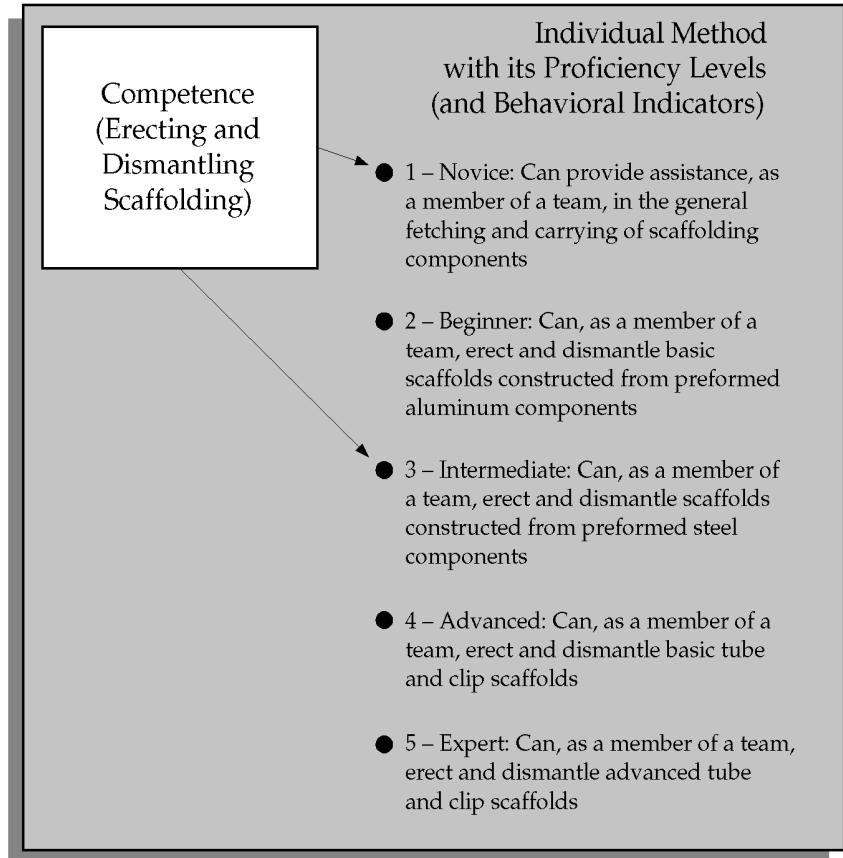 Individual Method
with its Proficiency Levels
(and Behavioral Indicators)
Competence
(Erecting and
Dismantling
Scaffolding)
1 – Novice: Can provide assistance, as
a member of a team, in the general
fetching and carrying of scaffolding
components
2 – Beginner: Can, as a member of a
team, erect and dismantle basic
scaffolds constructed from preformed
aluminum components
3 – Intermediate: Can, as a member of
a team, erect and dismantle scaffolds
constructed from preformed steel
components
4 – Advanced: Can, as a member of a
team, erect and dismantle basic tube
and clip scaffolds
5 – Expert: Can, as a member of a team,
erect and dismantle advanced tube
and clip scaffolds